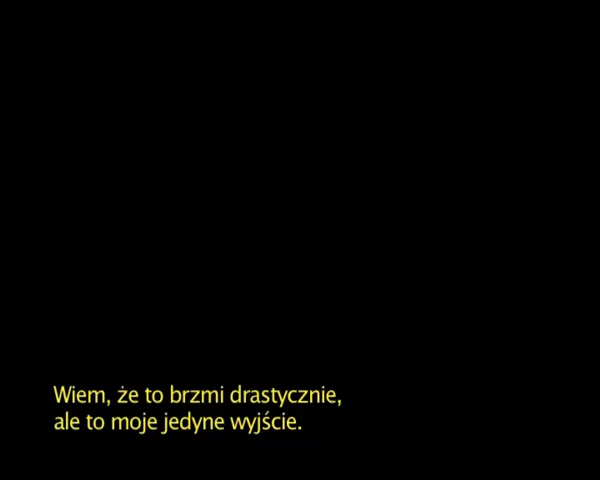 Wiem, że to brzmi drastycznie,
ale to moje jedyne wyjście.